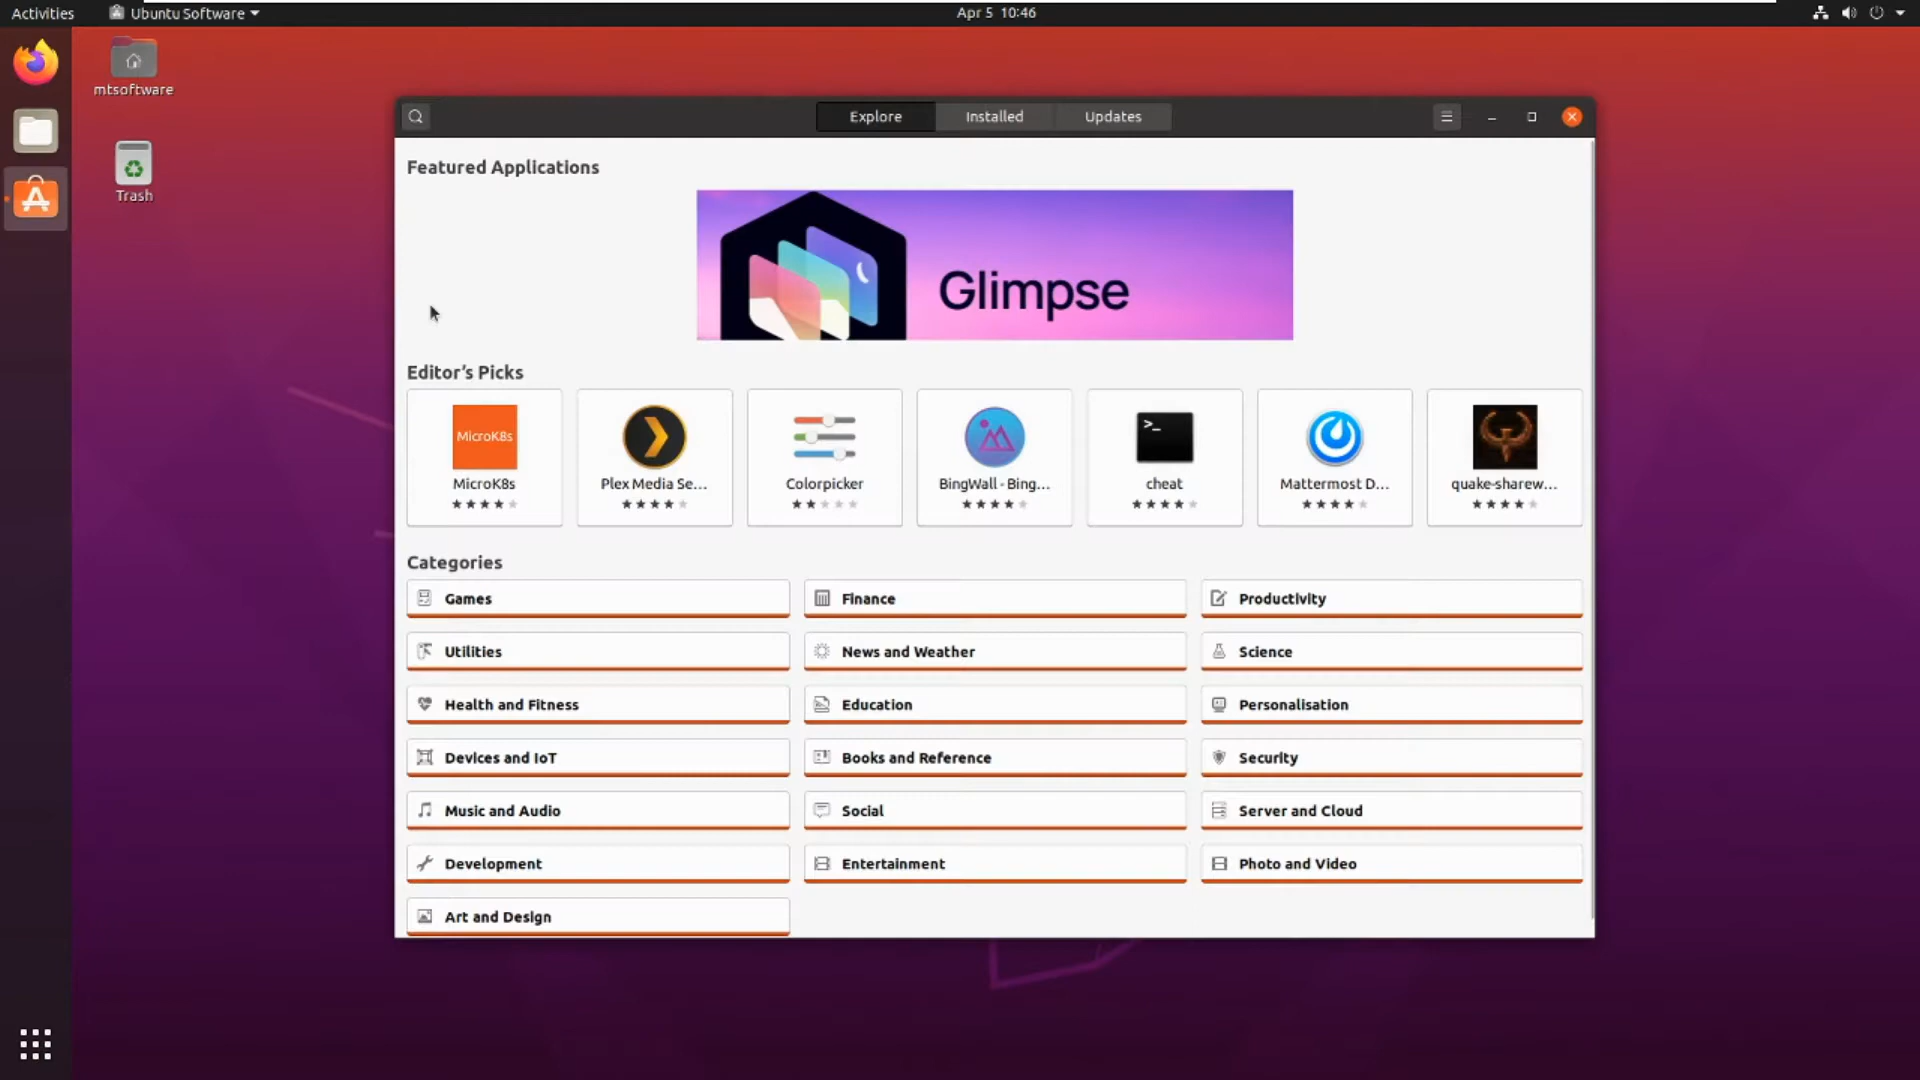 Activities
Ubuntu Software
Apr 5 10:46
mtsoftware
Trash
Explore
Installed
Updates
Featured Applications
Glimpse
Editor’s Picks
MicroK8s
MicroK8s
Plex Media Se...
Colorpicker
BingWall - Bing...
>_
cheat
Mattermost D...
quake-sharew...
Categories
Games
Finance
Productivity
Utilities
News and Weather
Science
Health and Fitness
Education
Personalisation
Devices and IoT
Books and Reference
Security
Music and Audio
Social
Server and Cloud
Development
Entertainment
Photo and Video
Art and Design